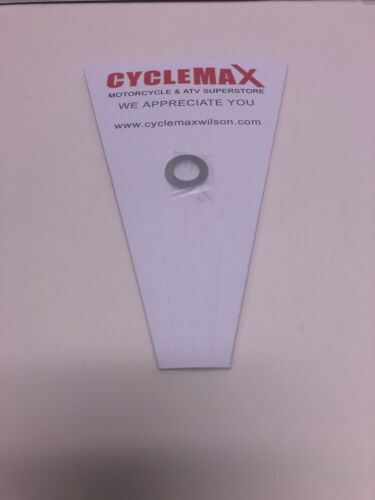 CYCLEMAX
MOTORCYCLE & ATV SUPERSTORE
WE APPRECIATE YOU
www.cyclemaxwilson.com